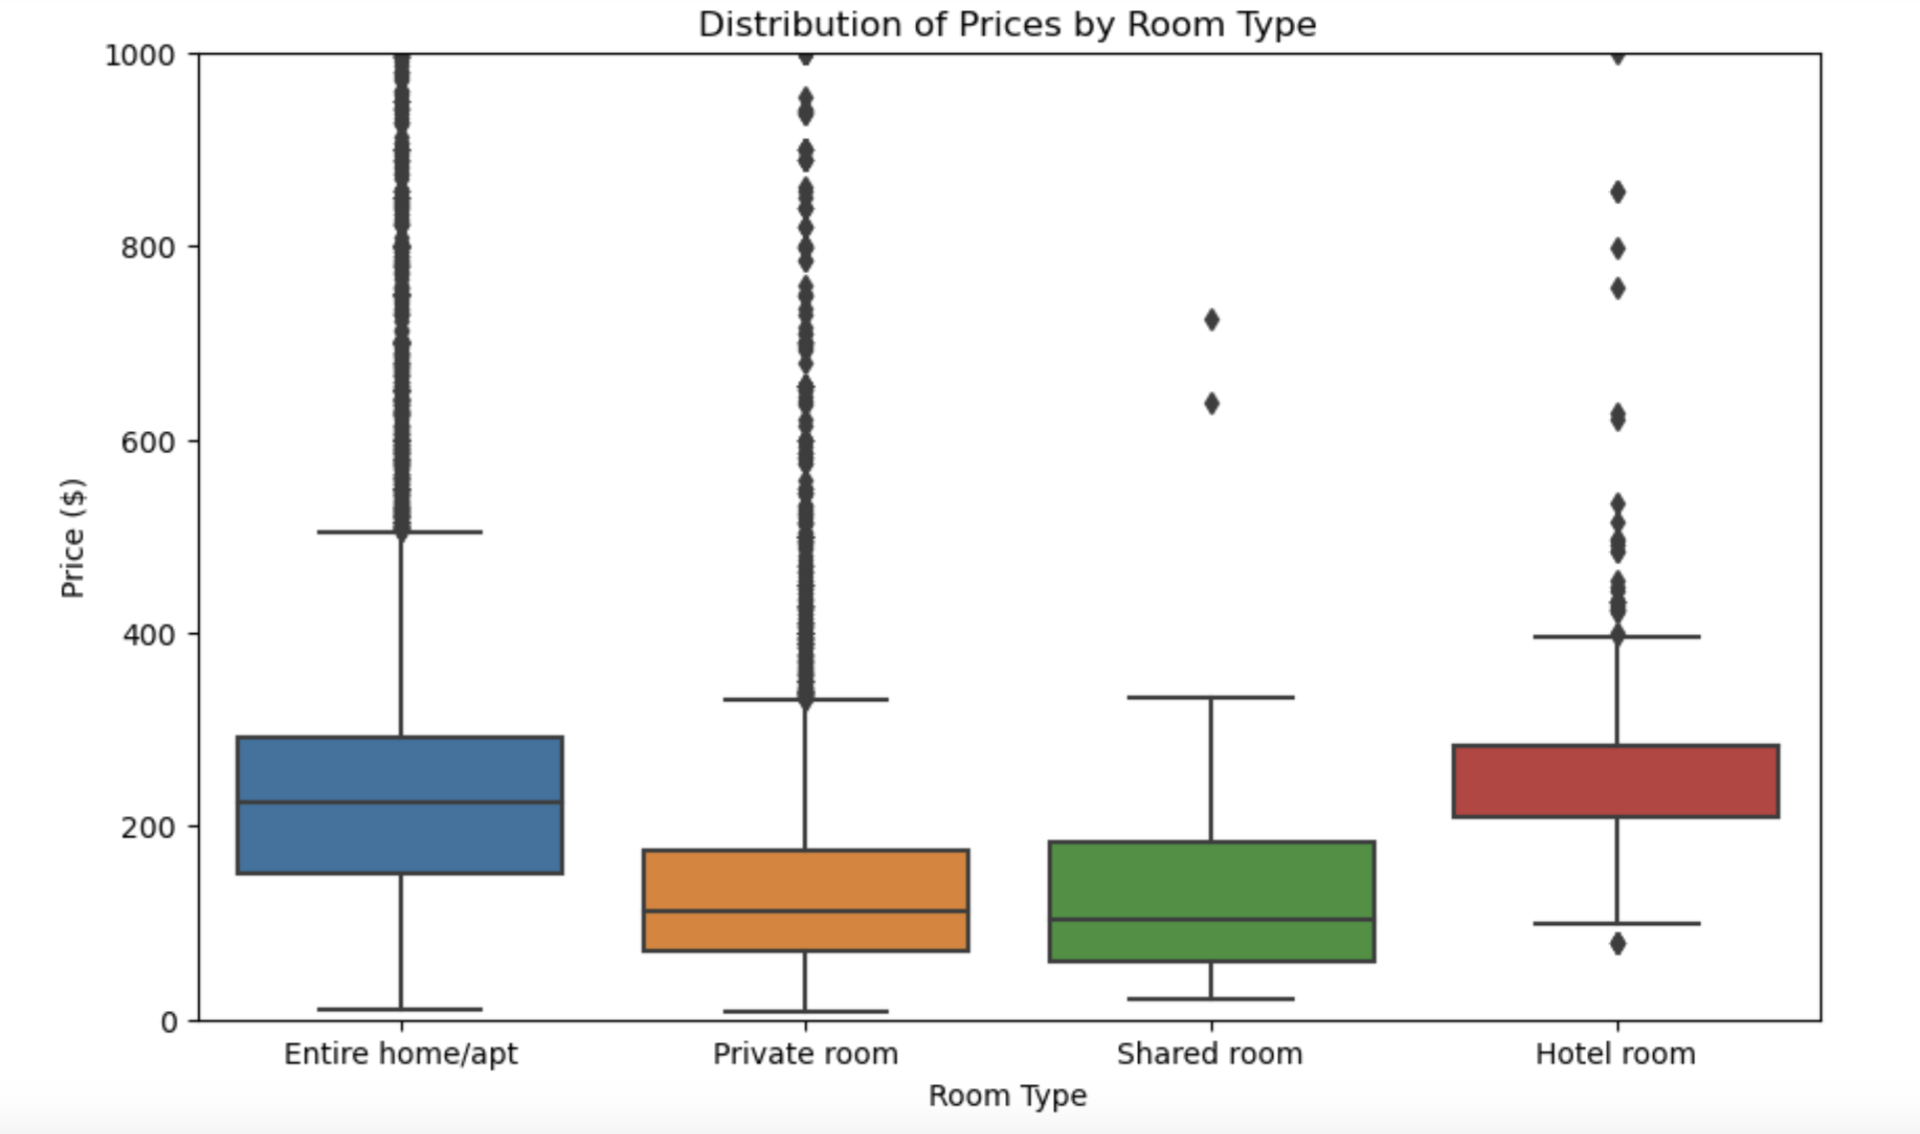 Distribution of Prices by Room Type
1000
800
600
400
200
0
Price ($)
Entire home/apt
Private room
Shared room
Hotel room
Room Type